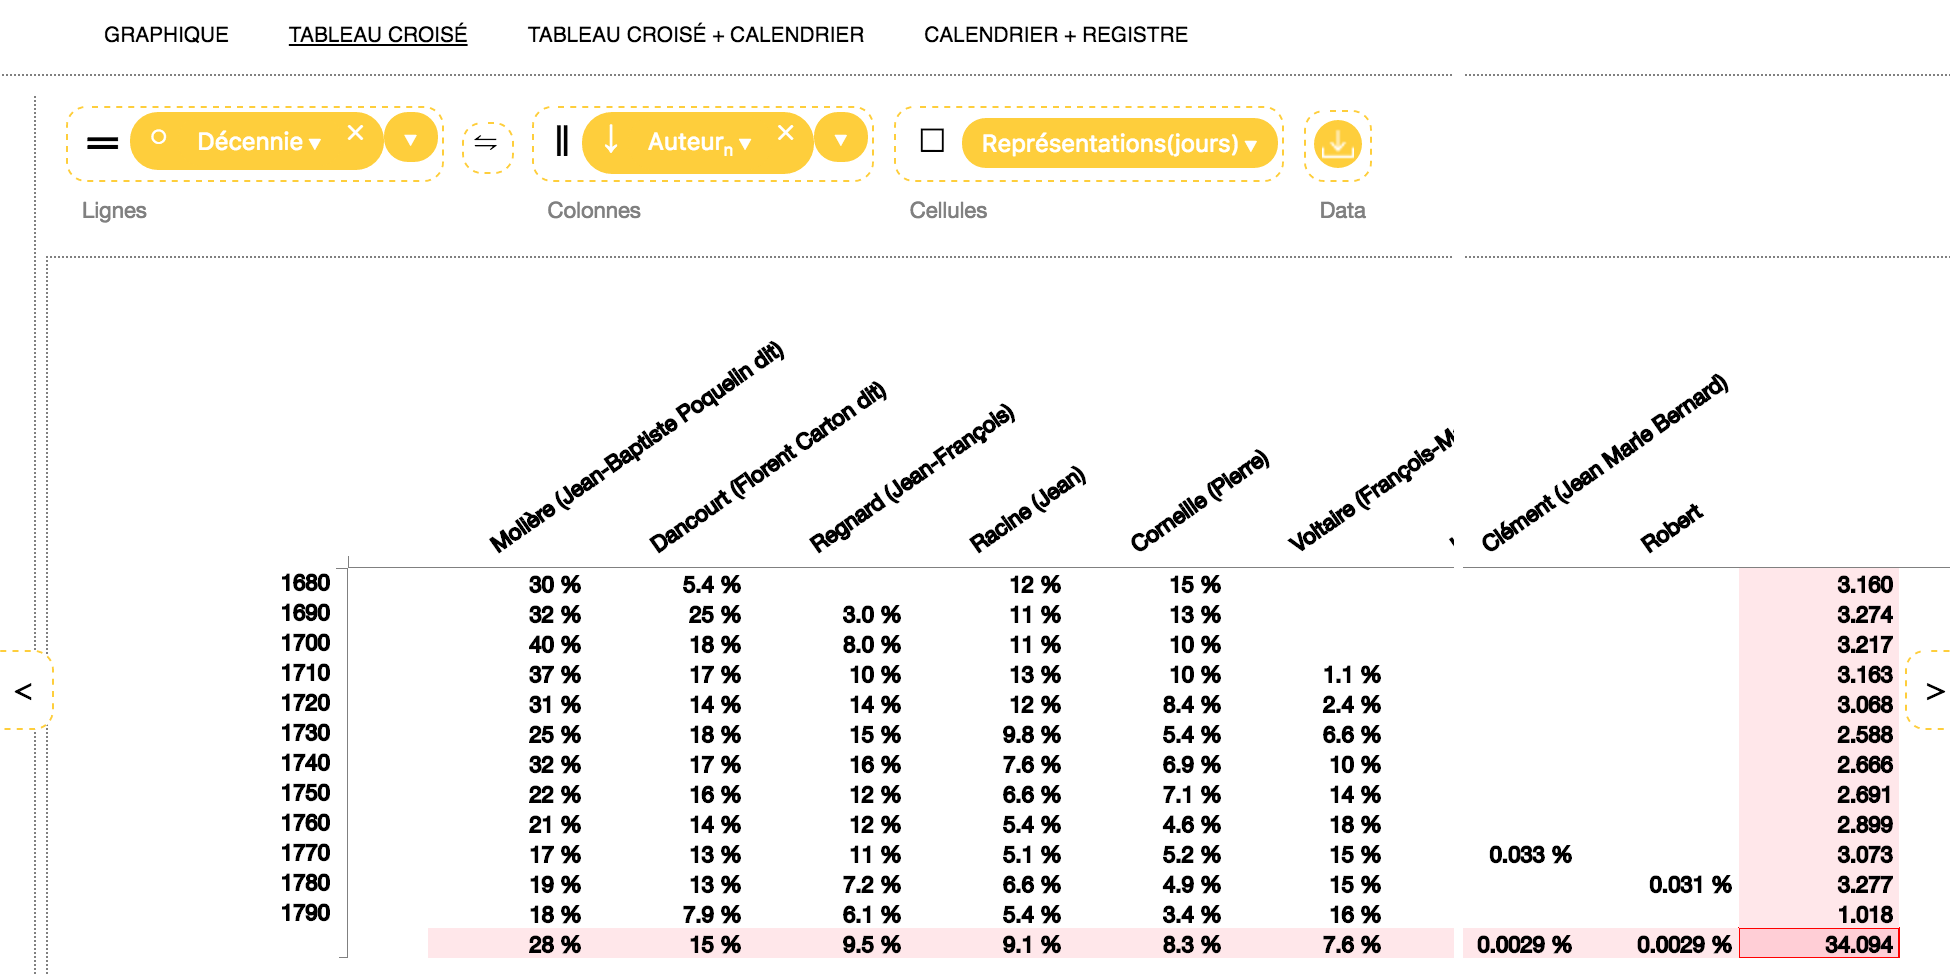 GRAPHIQUE TABLEAU CROISÉ TABLEAU CROISÉ + CALENDRIER CALENDRIER + REGISTRE
Décennie ▾ ✕ ▾ ⇋ Auteurn ▾ ✕ ▾ Représentations(jours) ▾
Lignes Colonnes Cellules Data
Molière (Jean-Baptiste Poquelin dit)
Dancourt (Florent Carton dit)
Regnard (Jean-François)
Racine (Jean)
Corneille (Pierre)
Voltaire (François-M
Clément (Jean Marie Bernard)
Robert
1680 30 % 5.4 % 12 % 15 % 3.160
1690 32 % 25 % 3.0 % 11 % 13 % 3.274
1700 40 % 18 % 8.0 % 11 % 10 % 3.217
1710 37 % 17 % 10 % 13 % 10 % 1.1 % 3.163
1720 31 % 14 % 14 % 12 % 8.4 % 2.4 % 3.068
1730 25 % 18 % 15 % 9.8 % 5.4 % 6.6 % 2.588
1740 32 % 17 % 16 % 7.6 % 6.9 % 10 % 2.666
1750 22 % 16 % 12 % 6.6 % 7.1 % 14 % 2.691
1760 21 % 14 % 12 % 5.4 % 4.6 % 18 % 2.899
1770 17 % 13 % 11 % 5.1 % 5.2 % 15 % 0.033 % 3.073
1780 19 % 13 % 7.2 % 6.6 % 4.9 % 15 % 0.031 % 3.277
1790 18 % 7.9 % 6.1 % 5.4 % 3.4 % 16 % 1.018
28 % 15 % 9.5 % 9.1 % 8.3 % 7.6 % 0.0029 % 0.0029 % 34.094
< >